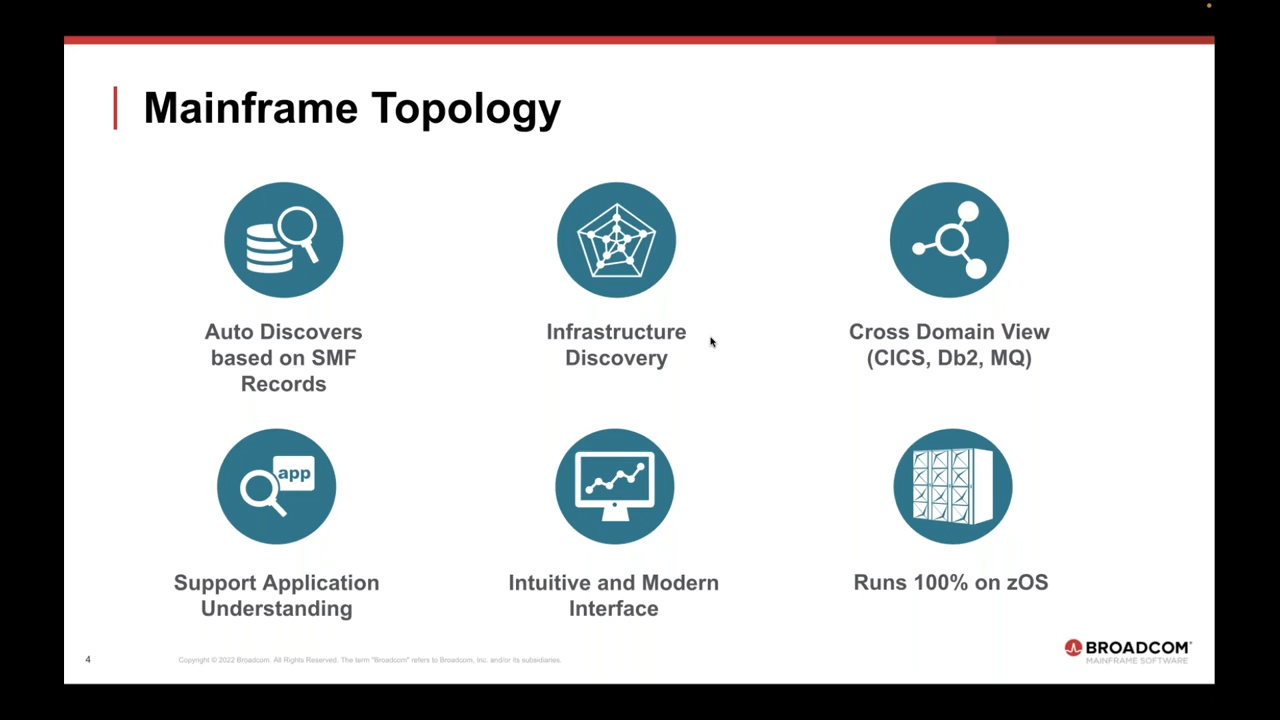 Mainframe Topology
Auto Discovers
based on SMF
Records
Infrastructure
Discovery
Cross Domain View
(CICS, Db2, MQ)
app
Support Application
Understanding
Intuitive and Modern
Interface
Runs 100% on zOS
4
Copyright © 2022 Broadcom. All Rights Reserved. The term "Broadcom" refers to Broadcom, Inc. and/or its subsidiaries.
BROADCOM®
MAINFRAME SOFTWARE